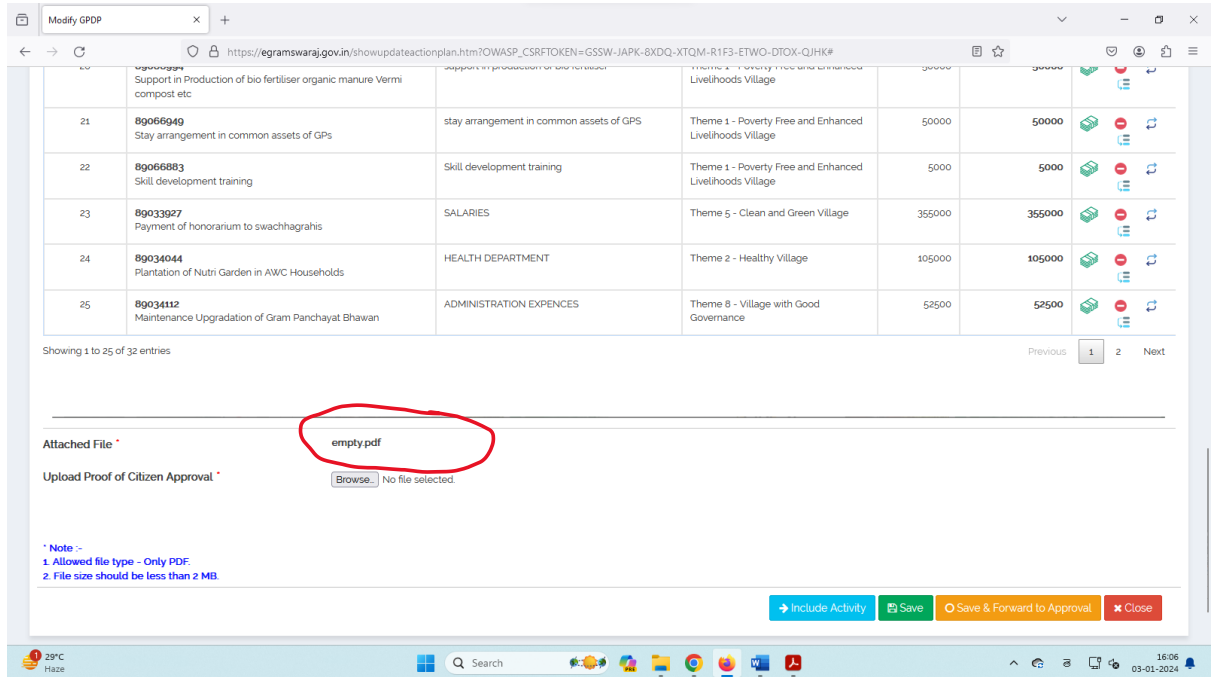 Modify GPDP
https://egramswaraj.gov.in/showupdateactionplan.htm?OWASP_CSRFTOKEN=GSSW-JAPK-8XDQ-XTQM-R1F3-ETWO-DTOX-QJHK#
Support in Production of bio fertiliser organic manure Vermi Livelihoods Village
compost etc
21 89066949 stay arrangement in common assets of GPS Theme 1 - Poverty Free and Enhanced 50000 50000
Stay arrangement in common assets of GPs Livelihoods Village
22 89066883 Skill development training Theme 1 - Poverty Free and Enhanced 5000 5000
Skill development training Livelihoods Village
23 89033927 SALARIES Theme 5 - Clean and Green Village 355000 355000
Payment of honorarium to swachhagrahis
24 89034044 HEALTH DEPARTMENT Theme 2 - Healthy Village 105000 105000
Plantation of Nutri Garden in AWC Households
25 89034112 ADMINISTRATION EXPENCES Theme 8 - Village with Good 52500 52500
Maintenance Upgradation of Gram Panchayat Bhawan Governance
Showing 1 to 25 of 32 entries Previous 1 2 Next
Attached File * empty.pdf
Upload Proof of Citizen Approval * Browse... No file selected.
* Note :-
1. Allowed file type - Only PDF.
2. File size should be less than 2 MB.
Include Activity Save Save & Forward to Approval Close
1 29°C Search PRE 16:06
Haze 03-01-2024